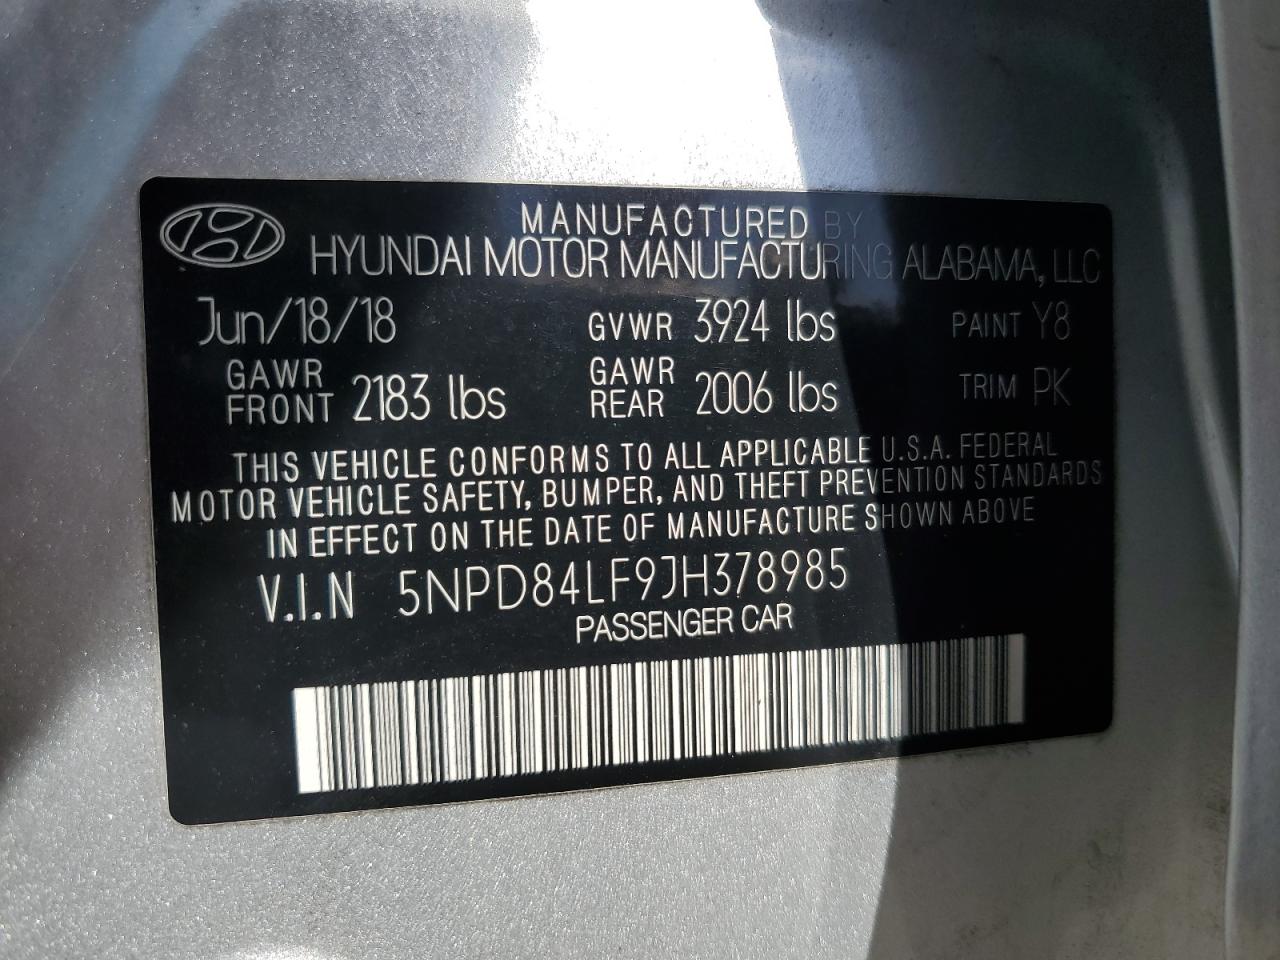 MANUFACTURED BY
HYUNDAI MOTOR MANUFACTURING ALABAMA, LLC
Jun/18/18 GVWR 3924 lbs PAINT Y8
GAWR FRONT 2183 lbs GAWR REAR 2006 lbs TRIM PK
THIS VEHICLE CONFORMS TO ALL APPLICABLE U.S.A. FEDERAL
MOTOR VEHICLE SAFETY, BUMPER, AND THEFT PREVENTION STANDARDS
IN EFFECT ON THE DATE OF MANUFACTURE SHOWN ABOVE
V.I.N 5NPD84LF9JH378985
PASSENGER CAR